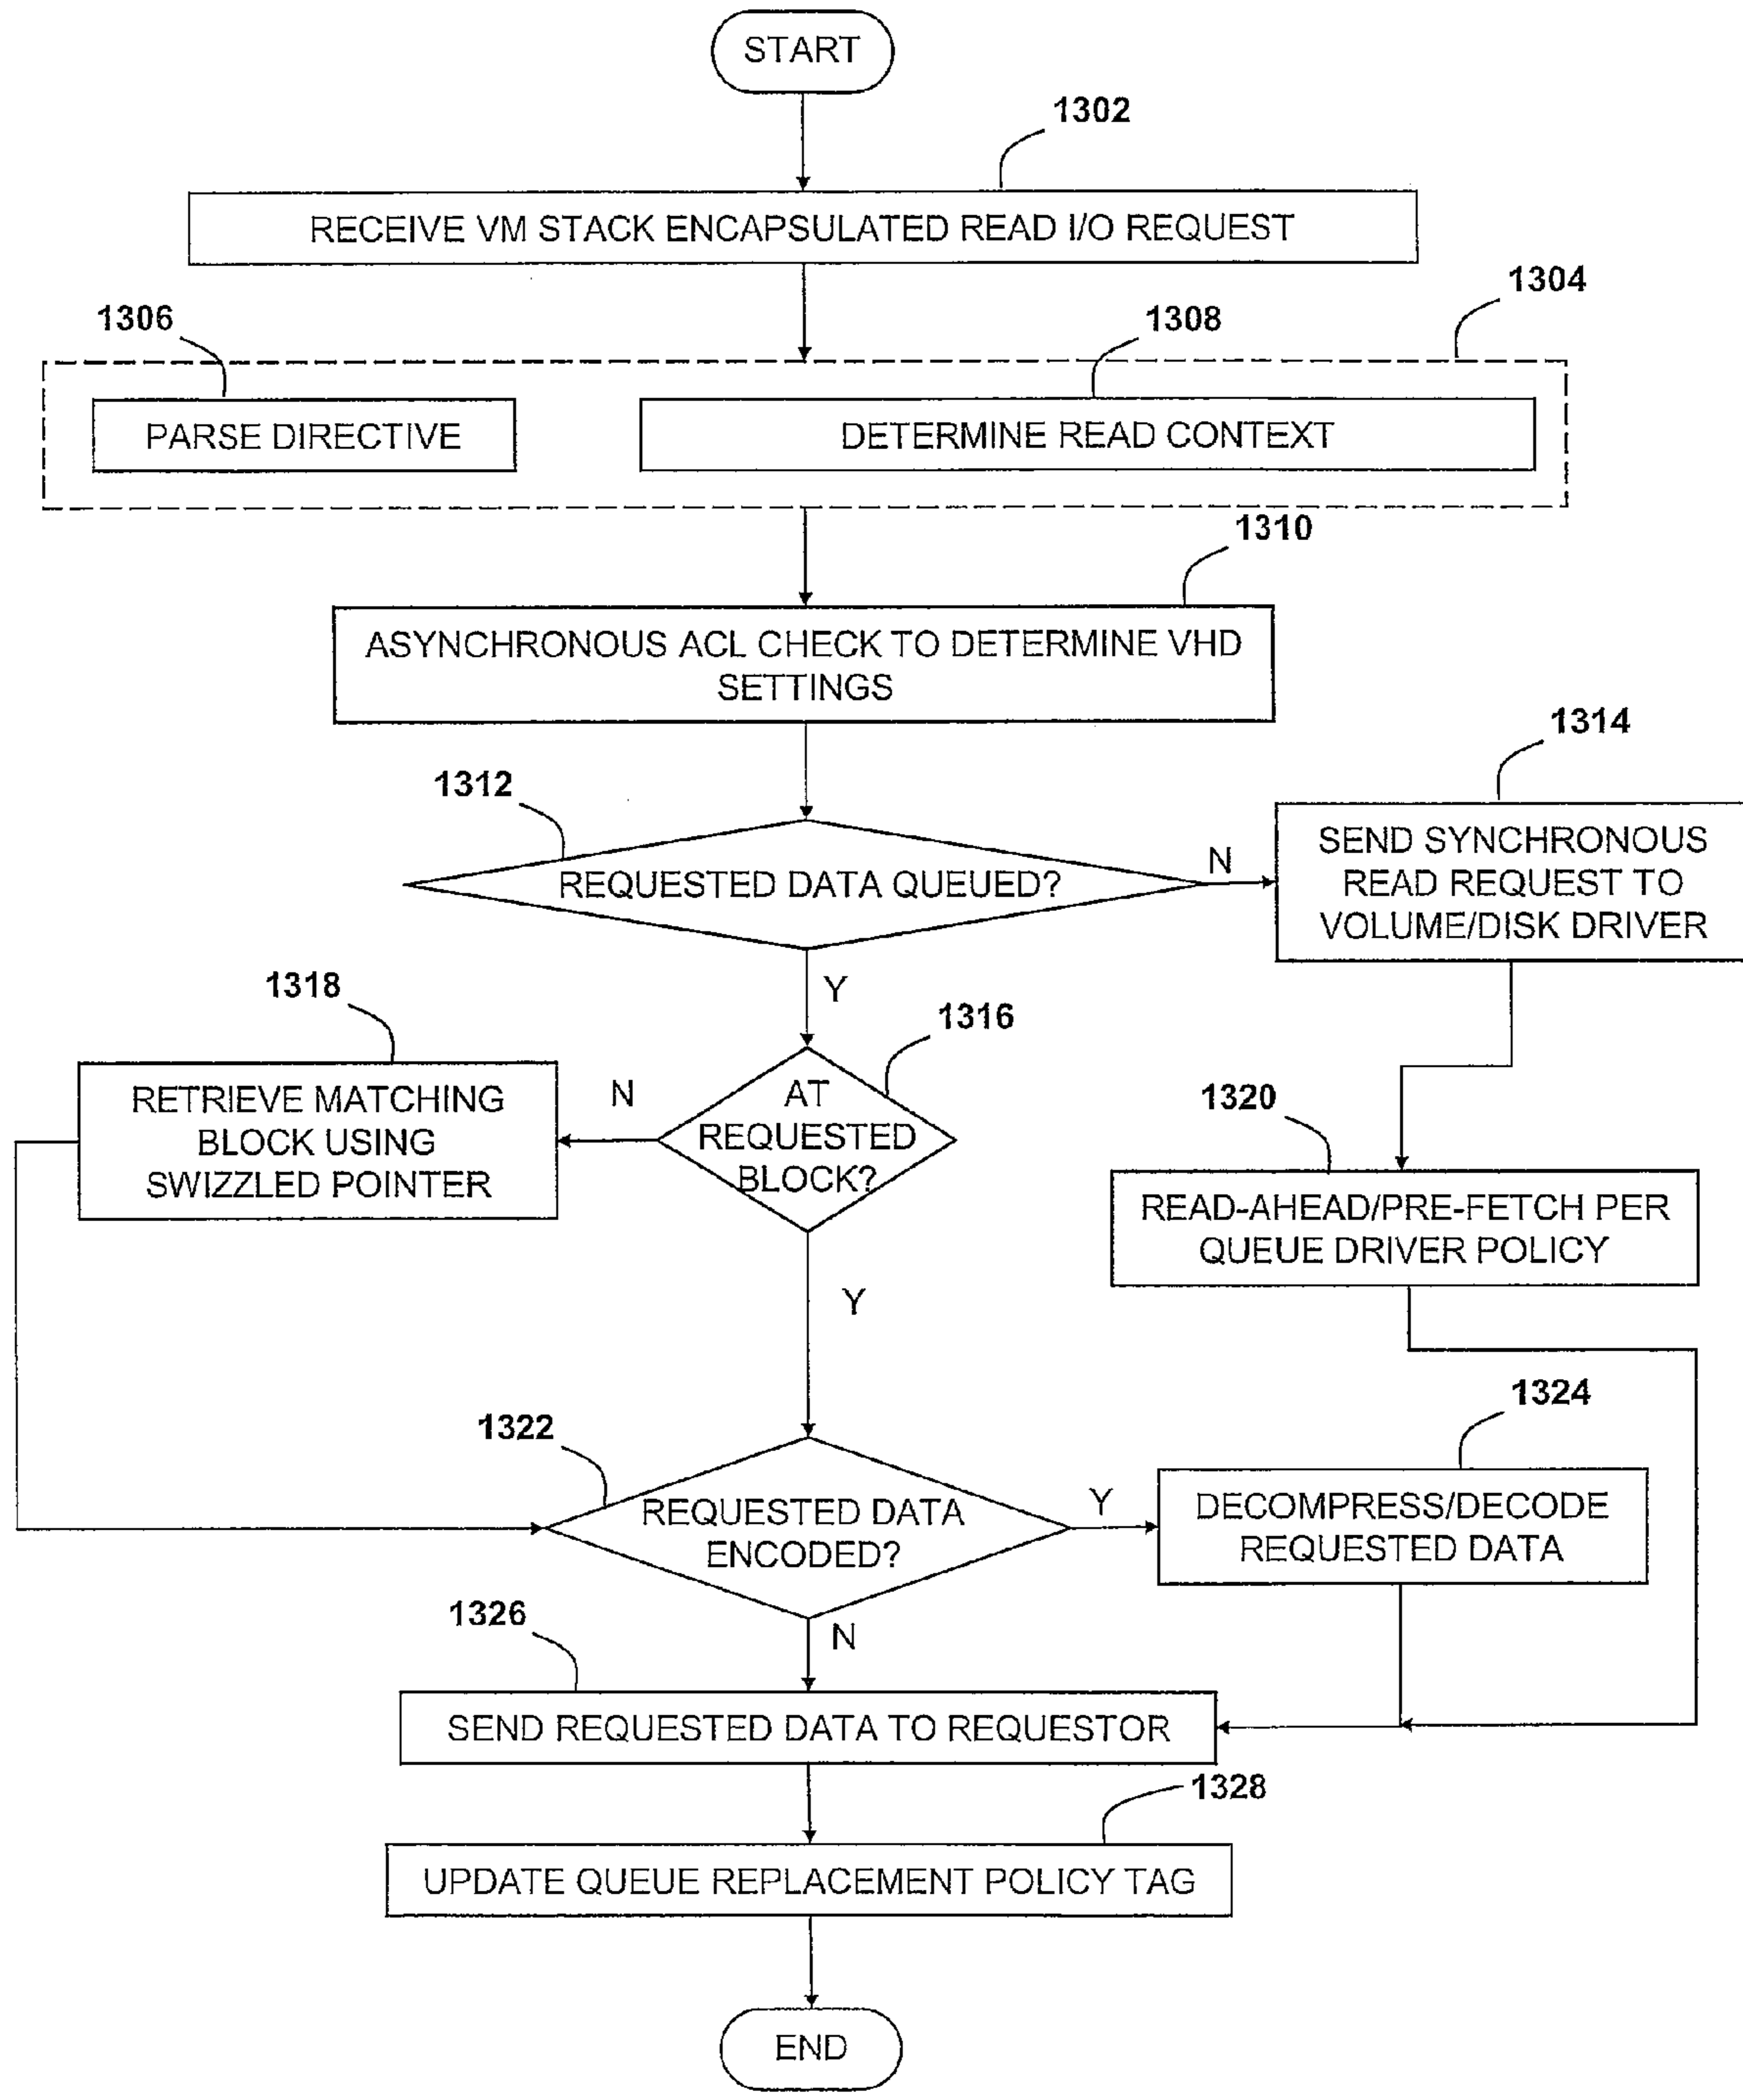 START
1302
RECEIVE VM STACK ENCAPSULATED READ I/O REQUEST
1304
1306
1308
PARSE DIRECTIVE
DETERMINE READ CONTEXT
1310
ASYNCHRONOUS ACL CHECK TO DETERMINE VHD
SETTINGS
1314
1312
SEND SYNCHRONOUS
READ REQUEST TO
VOLUME/DISK DRIVER
N
REQUESTED DATA QUEUED?
Y
1318
1316
RETRIEVE MATCHING
BLOCK USING
SWIZZLED POINTER
N
AT
REQUESTED
BLOCK?
1320
READ-AHEAD/PRE-FETCH PER
QUEUE DRIVER POLICY
Y
1324
1322
REQUESTED DATA
ENCODED?
Y
DECOMPRESS/DECODE
REQUESTED DATA
1326
N
SEND REQUESTED DATA TO REQUESTOR
1328
UPDATE QUEUE REPLACEMENT POLICY TAG
END